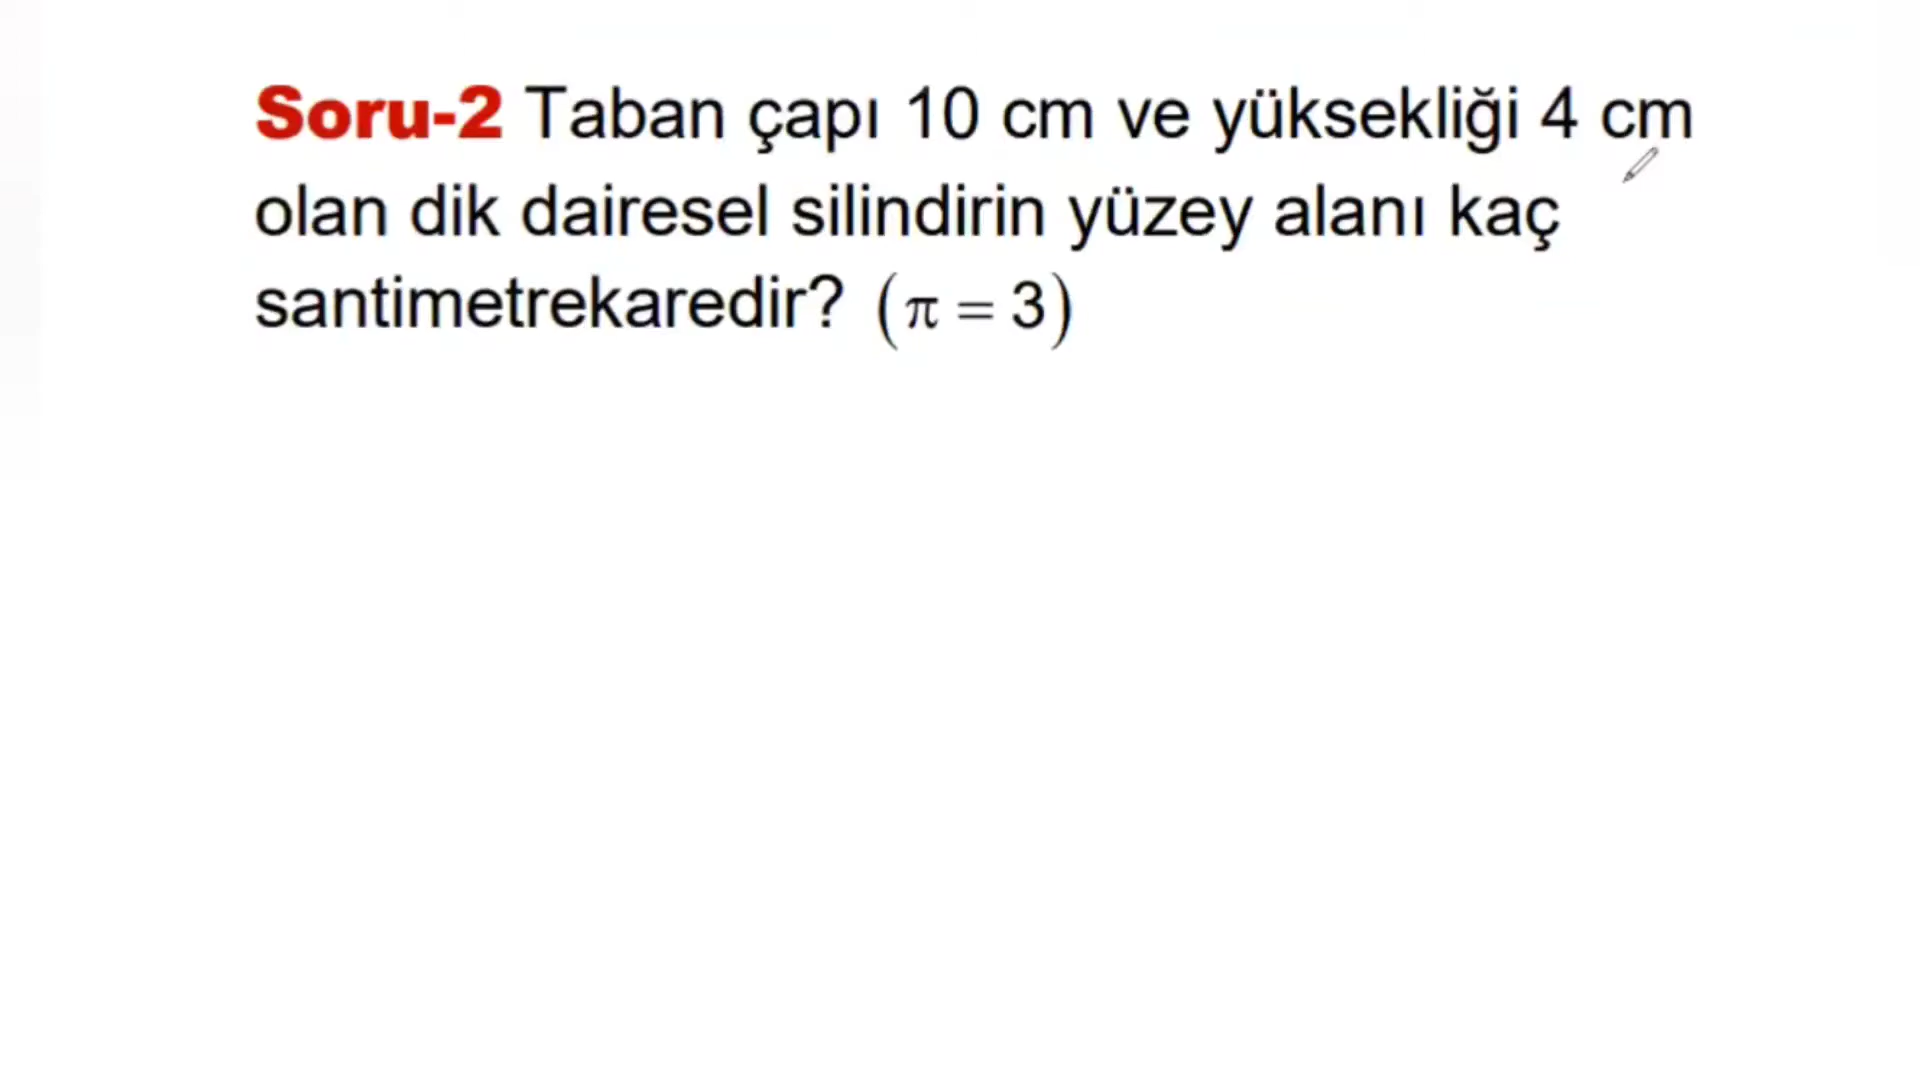 Soru-2 Taban çapı 10 cm ve yüksekliği 4 cm
olan dik dairesel silindirin yüzey alanı kaç
santimetrekaredir? (π = 3)